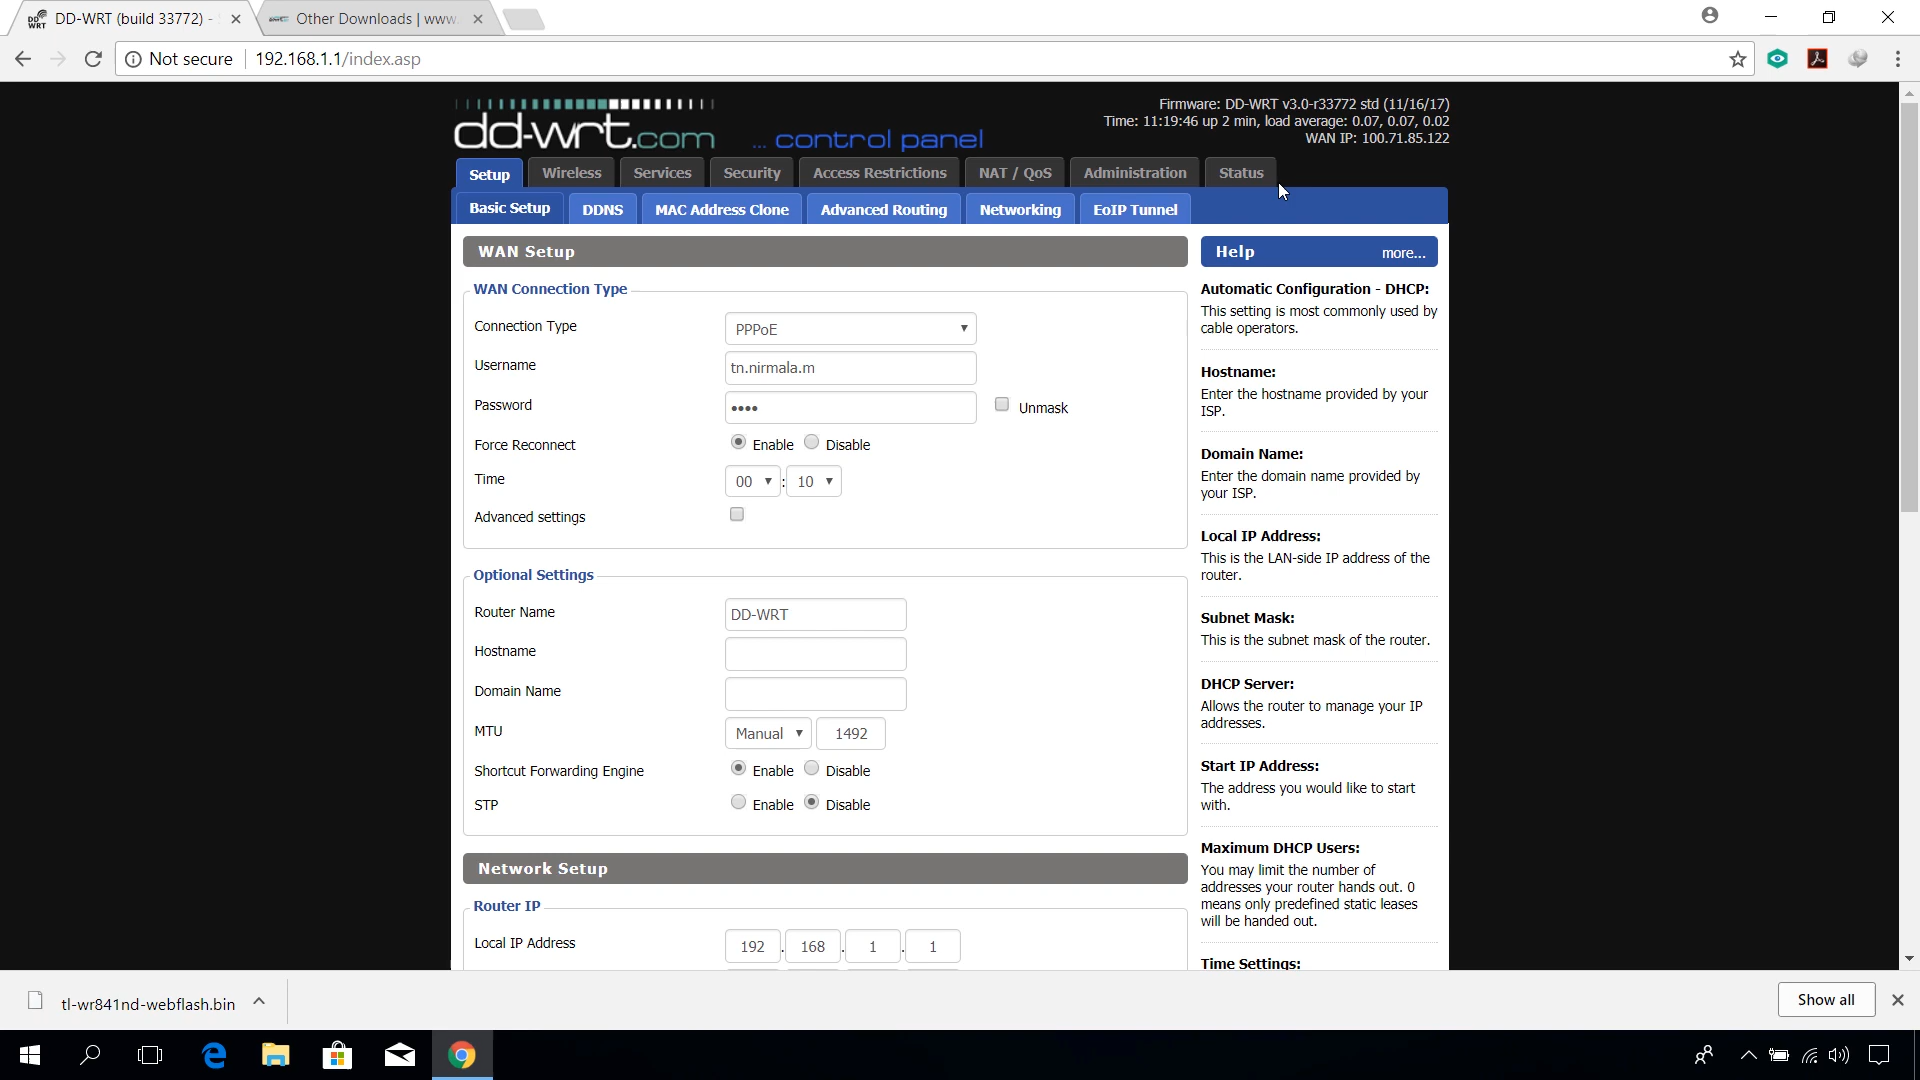 DD-WRT (build 33772) -
Other Downloads | www.
Not secure
192.168.1.1/index.asp
dd-wrt.com
... control panel
Firmware: DD-WRT v3.0-r33772 std (11/16/17)
Time: 11:19:46 up 2 min, load average: 0.07, 0.07, 0.02
WAN IP: 100.71.85.122
Setup Wireless Services Security Access Restrictions NAT / QoS Administration Status
Basic Setup DDNS MAC Address Clone Advanced Routing Networking EoIP Tunnel
WAN Setup
WAN Connection Type
Connection Type PPPoE
Username tn.nirmala.m
Password •••• Unmask
Force Reconnect Enable Disable
Time 00 : 10
Advanced settings
Optional Settings
Router Name DD-WRT
Hostname
Domain Name
MTU Manual 1492
Shortcut Forwarding Engine Enable Disable
STP Enable Disable
Network Setup
Router IP
Local IP Address 192 . 168 . 1 . 1
Help more...
Automatic Configuration - DHCP:
This setting is most commonly used by
cable operators.
Hostname:
Enter the hostname provided by your
ISP.
Domain Name:
Enter the domain name provided by
your ISP.
Local IP Address:
This is the LAN-side IP address of the
router.
Subnet Mask:
This is the subnet mask of the router.
DHCP Server:
Allows the router to manage your IP
addresses.
Start IP Address:
The address you would like to start
with.
Maximum DHCP Users:
You may limit the number of
addresses your router hands out. 0
means only predefined static leases
will be handed out.
Time Settings:
tl-wr841nd-webflash.bin
Show all